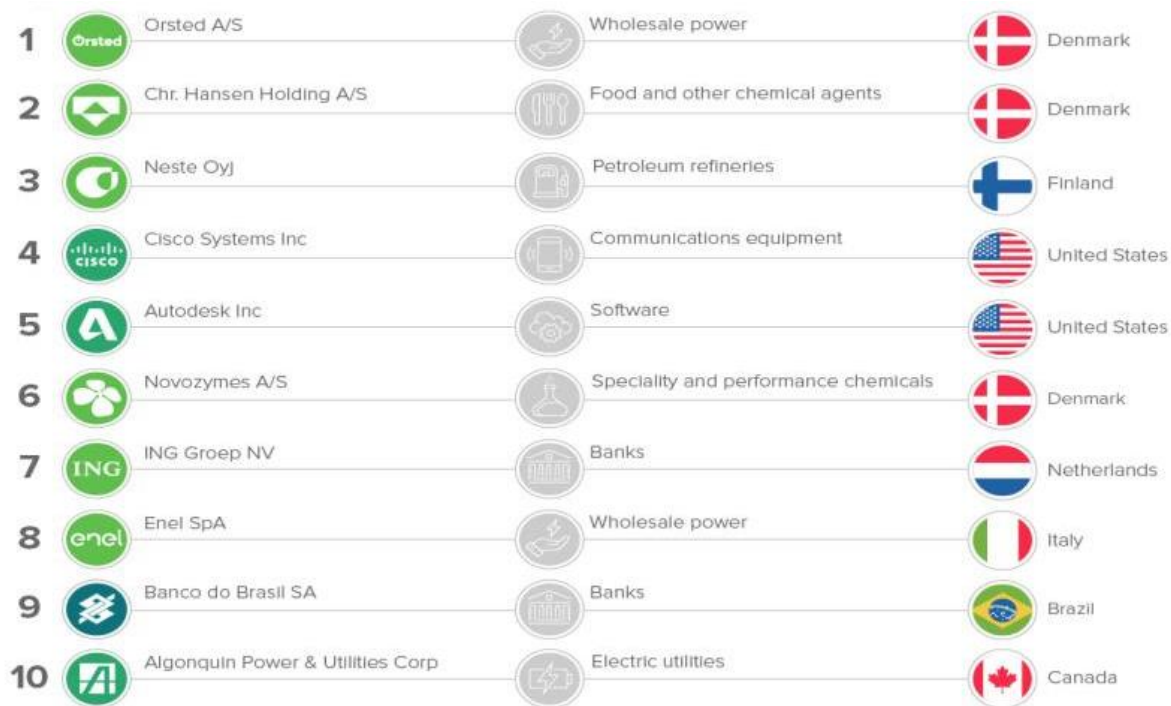 1 Ørsted Orsted A/S Wholesale power Denmark
2 Chr. Hansen Holding A/S Food and other chemical agents Denmark
3 Neste Oyj Petroleum refineries Finland
4 CISCO Cisco Systems Inc Communications equipment United States
5 Autodesk Inc Software United States
6 Novozymes A/S Speciality and performance chemicals Denmark
7 ING ING Groep NV Banks Netherlands
8 enel Enel SpA Wholesale power Italy
9 Banco do Brasil SA Banks Brazil
10 Algonquin Power & Utilities Corp Electric utilities Canada